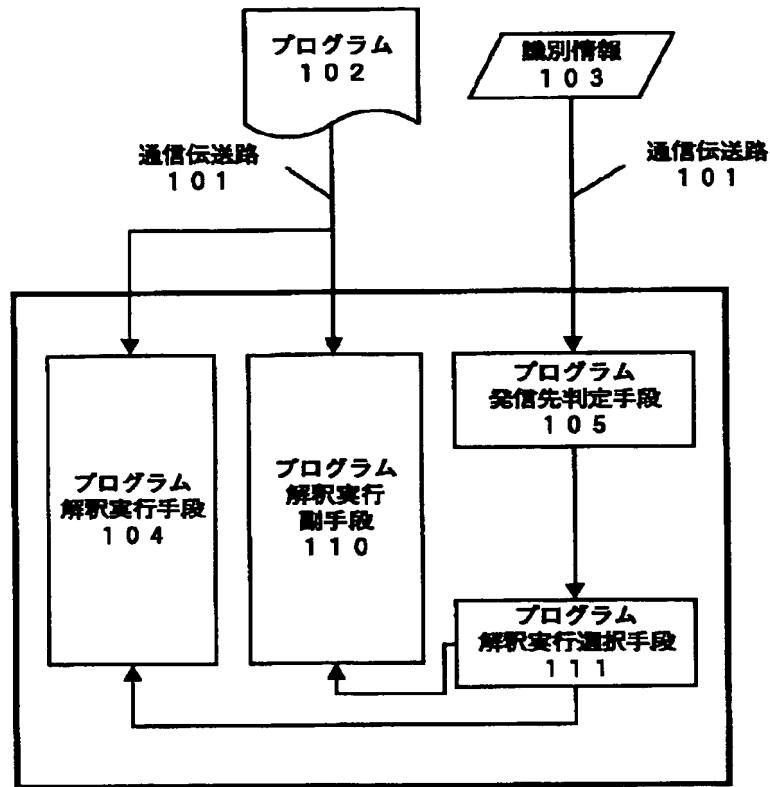 プログラム
１０２
識別情報
１０３
通信伝送路
１０１
通信伝送路
１０１
プログラム
解釈実行手段
１０４
プログラム
解釈実行
副手段
１１０
プログラム
発信先判定手段
１０５
プログラム
解釈実行選択手段
１１１